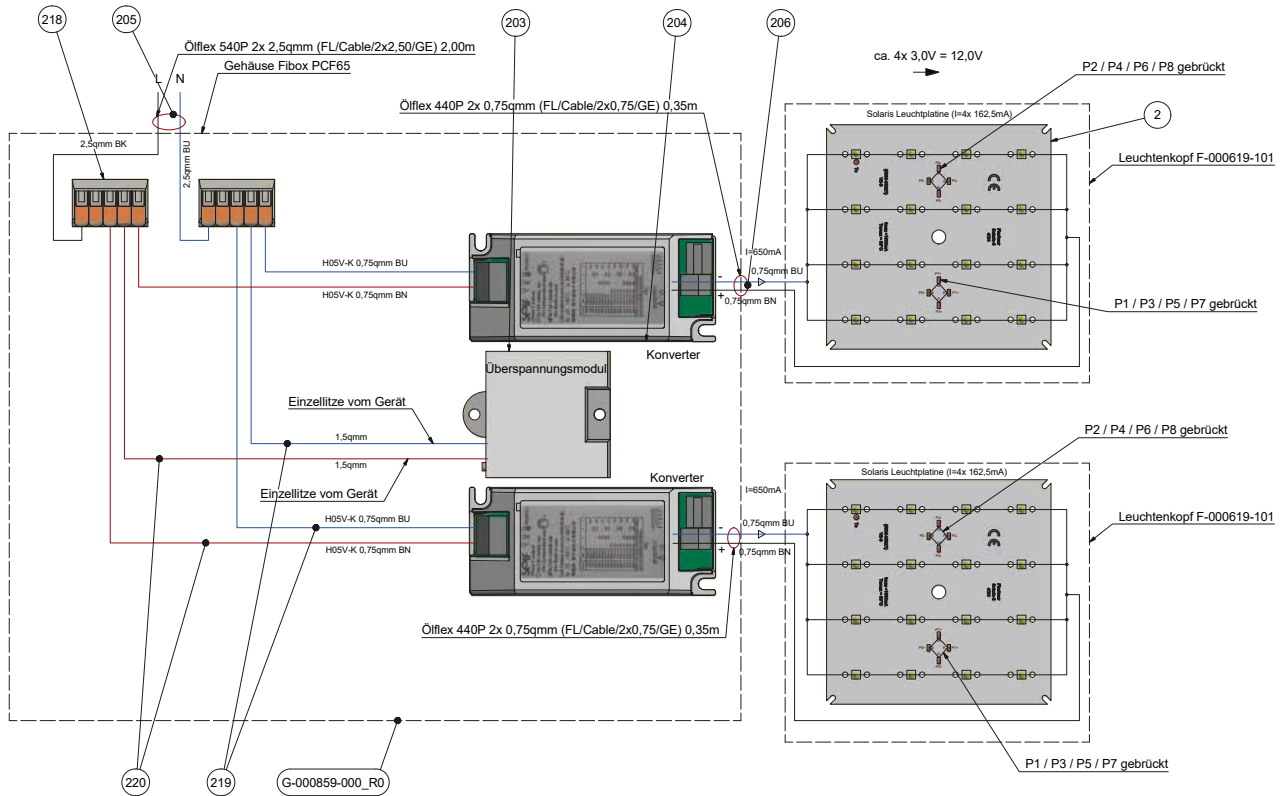 218
205
203
204
206
Ölflex 540P 2x 2,5qmm (FL/Cable/2x2,50/GE) 2,00m
Gehäuse Fibox PCF65
L N
ca. 4x 3,0V = 12,0V
P2 / P4 / P6 / P8 gebrückt
Ölflex 440P 2x 0,75qmm (FL/Cable/2x0,75/GE) 0,35m
Solaris Leuchtplatine (I=4x 162,5mA)
2
2,5qmm BK
2,5qmm BU
Leuchtenkopf F-000619-101
H05V-K 0,75qmm BU
H05V-K 0,75qmm BN
I=650mA
0,75qmm BU
-
+
0,75qmm BN
P1 / P3 / P5 / P7 gebrückt
Konverter
Überspannungsmodul
Einzellitze vom Gerät
1,5qmm
1,5qmm
Einzellitze vom Gerät
Konverter
P2 / P4 / P6 / P8 gebrückt
Solaris Leuchtplatine (I=4x 162,5mA)
I=650mA
H05V-K 0,75qmm BU
H05V-K 0,75qmm BN
0,75qmm BU
-
+
0,75qmm BN
Leuchtenkopf F-000619-101
Ölflex 440P 2x 0,75qmm (FL/Cable/2x0,75/GE) 0,35m
P1 / P3 / P5 / P7 gebrückt
220
219
G-000859-000_R0